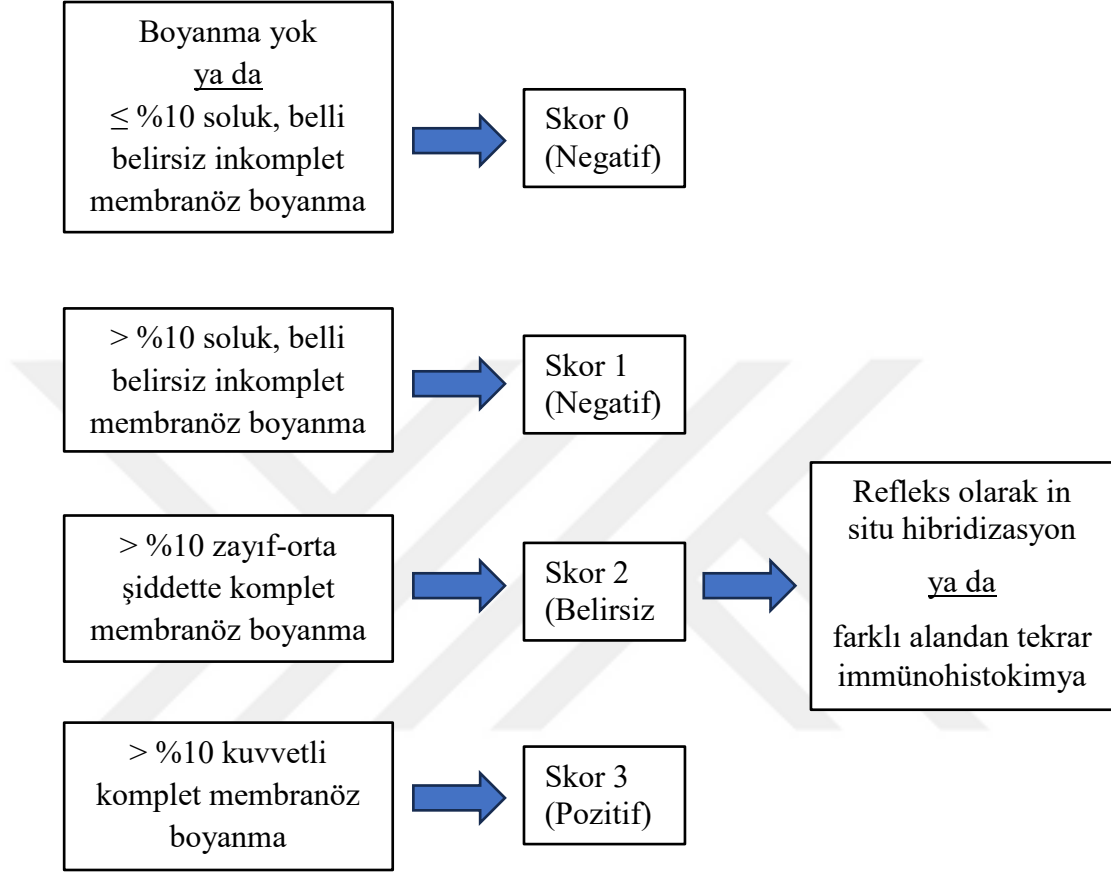 Boyanma yok
ya da
≤ %10 soluk, belli
belirsiz inkomplet
membranöz boyanma
Skor 0
(Negatif)
> %10 soluk, belli
belirsiz inkomplet
membranöz boyanma
Skor 1
(Negatif)
> %10 zayıf-orta
şiddette komplet
membranöz boyanma
Skor 2
(Belirsiz
Refleks olarak in
situ hibridizasyon
ya da
farklı alandan tekrar
immünohistokimya
> %10 kuvvetli
komplet membranöz
boyanma
Skor 3
(Pozitif)